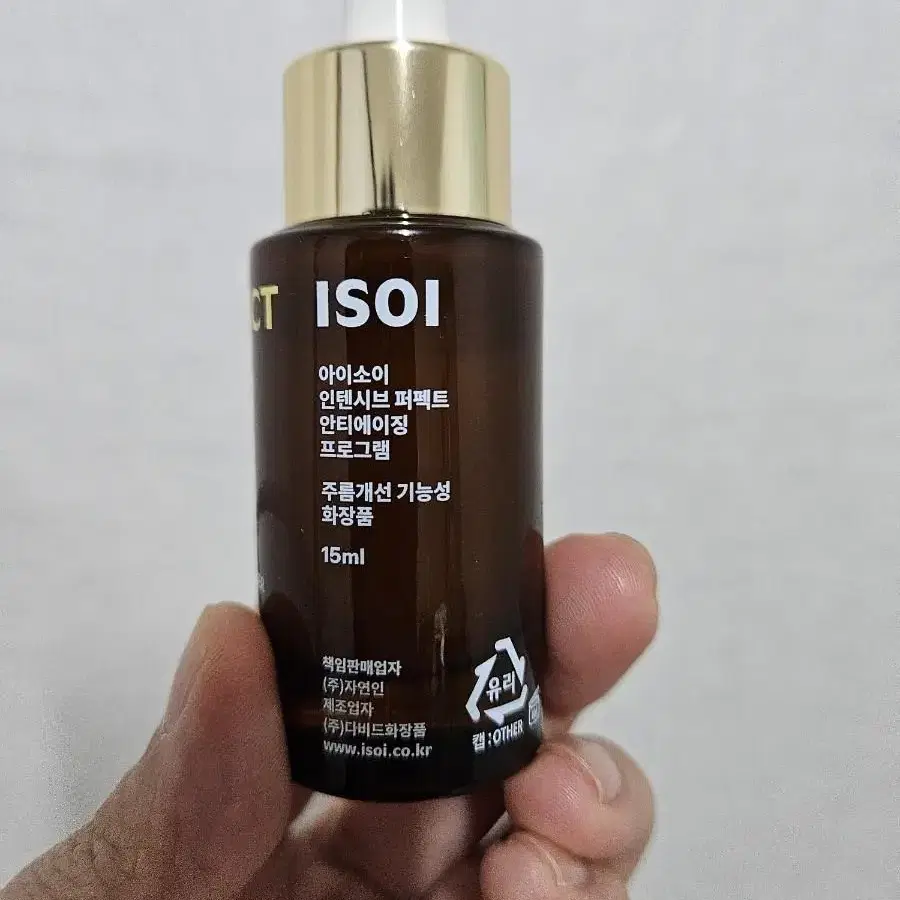 ISOI
아이소이
인텐시브 퍼펙트
안티에이징
프로그램
주름개선 기능성
화장품
15ml
책임판매업자
(주)자연인
제조업자
(주)다비드화장품
www.isoi.co.kr
유리
캡 : OTHER